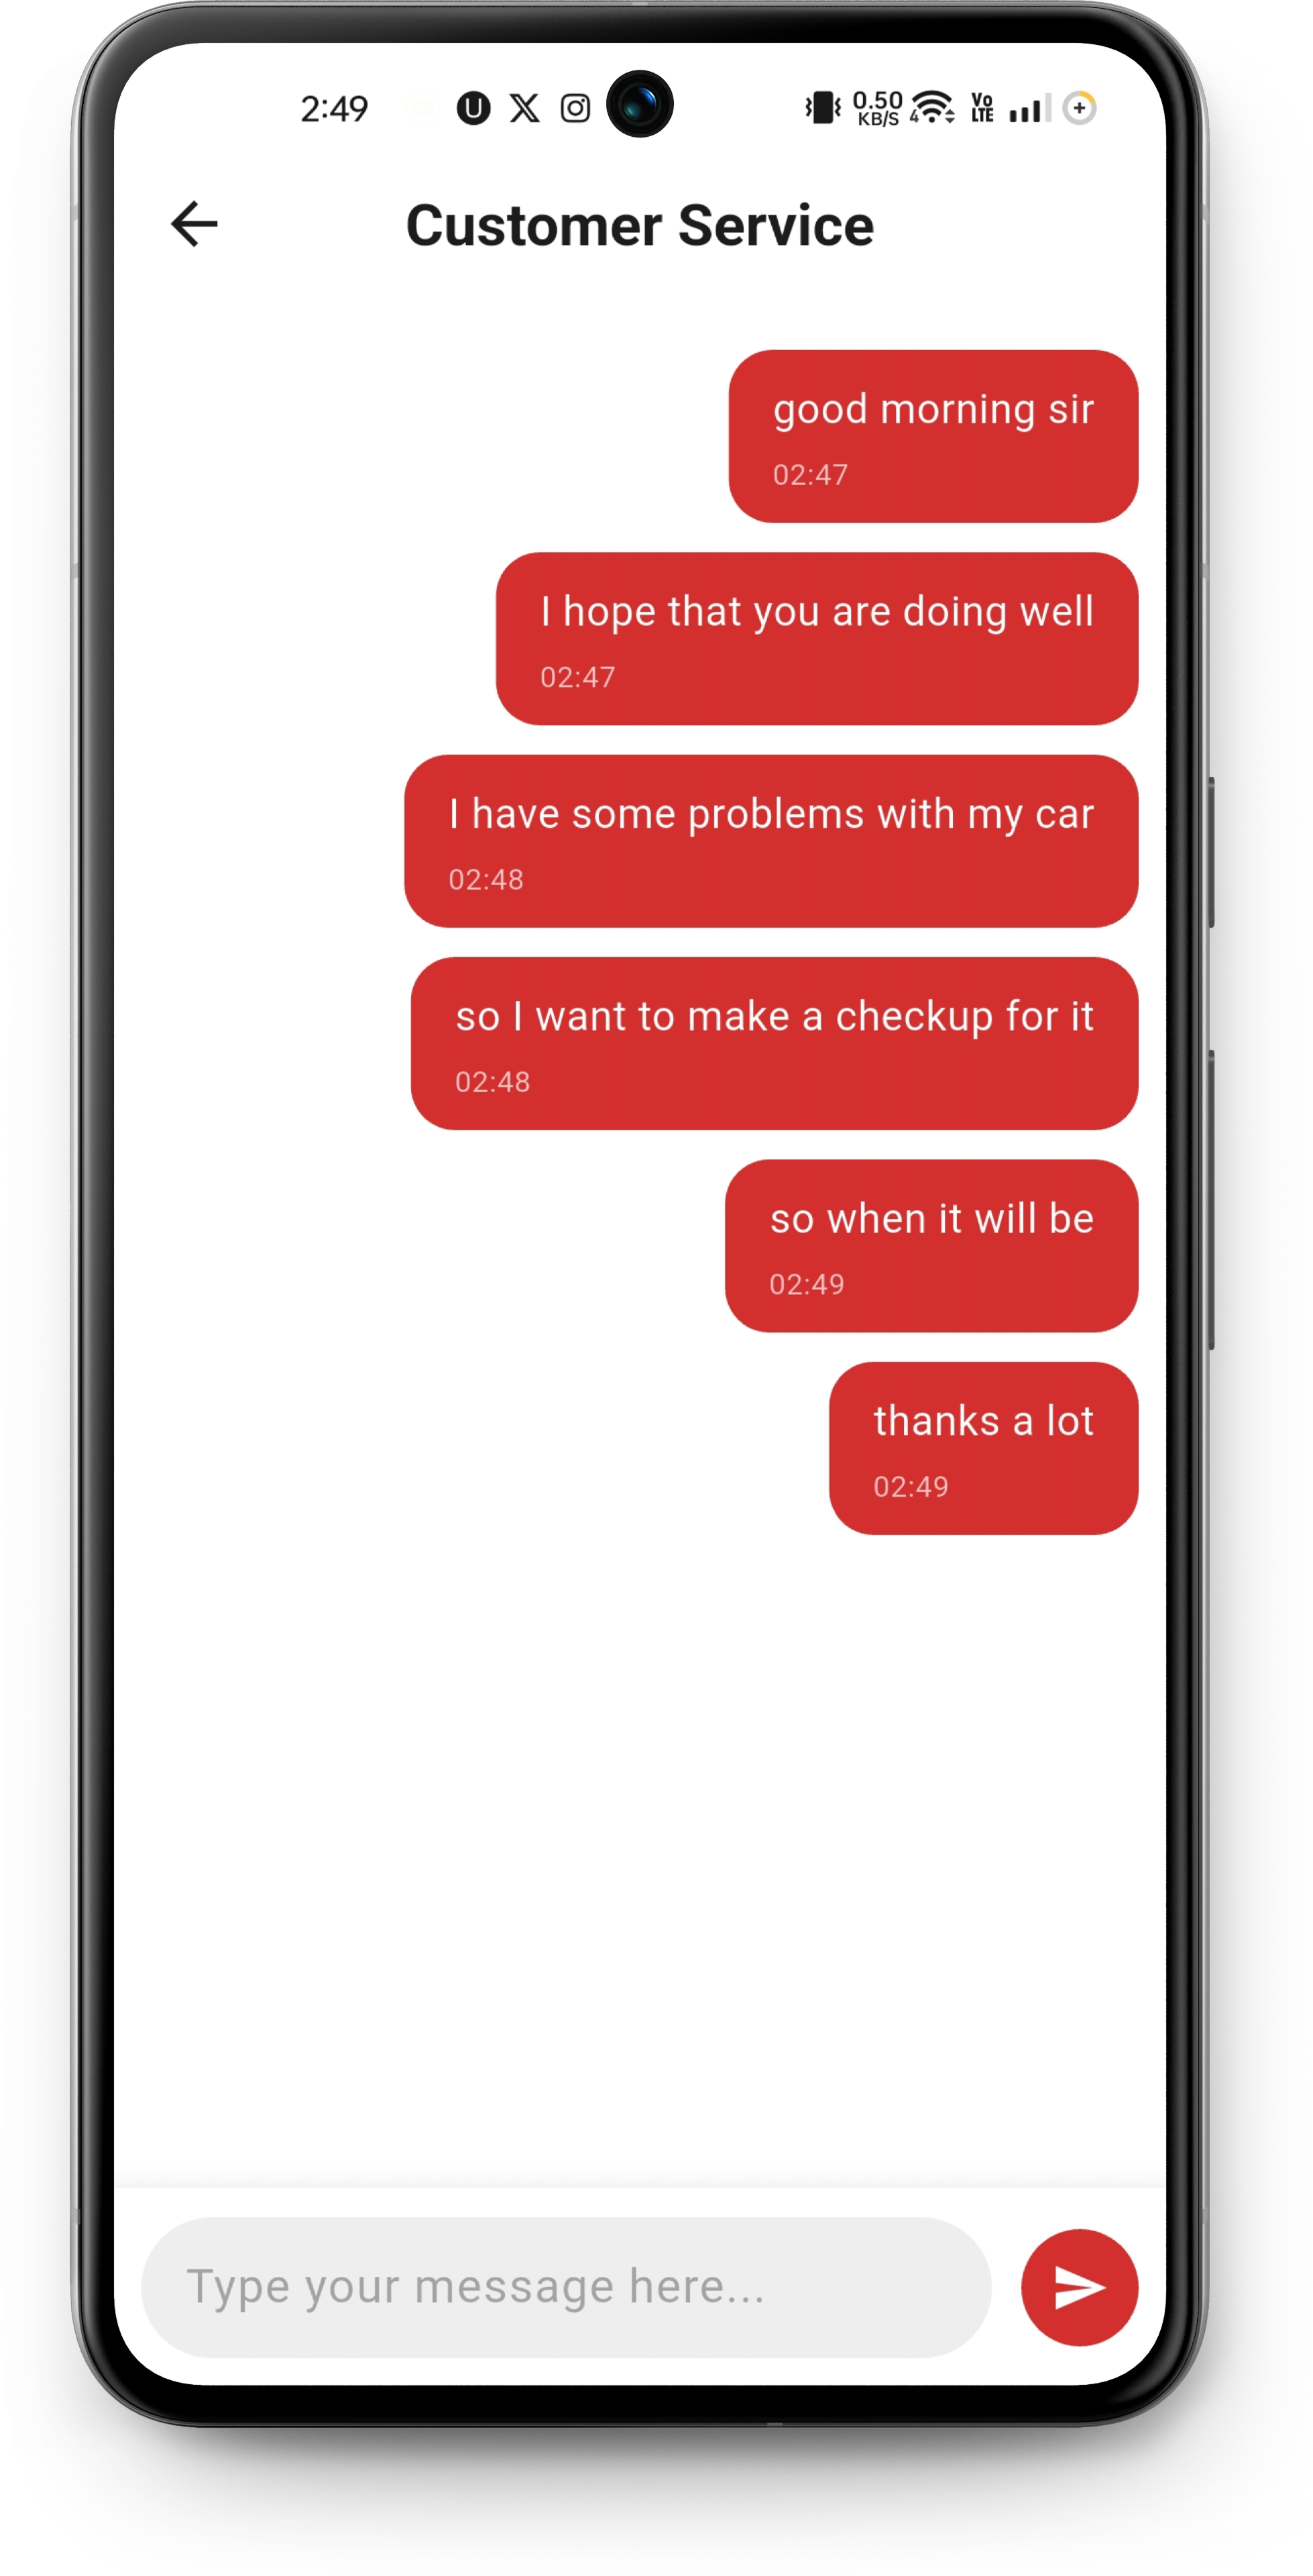 2:49
0.50
KB/S
4
Vo
LTE
Customer Service
good morning sir
02:47
I hope that you are doing well
02:47
I have some problems with my car
02:48
so I want to make a checkup for it
02:48
so when it will be
02:49
thanks a lot
02:49
Type your message here...